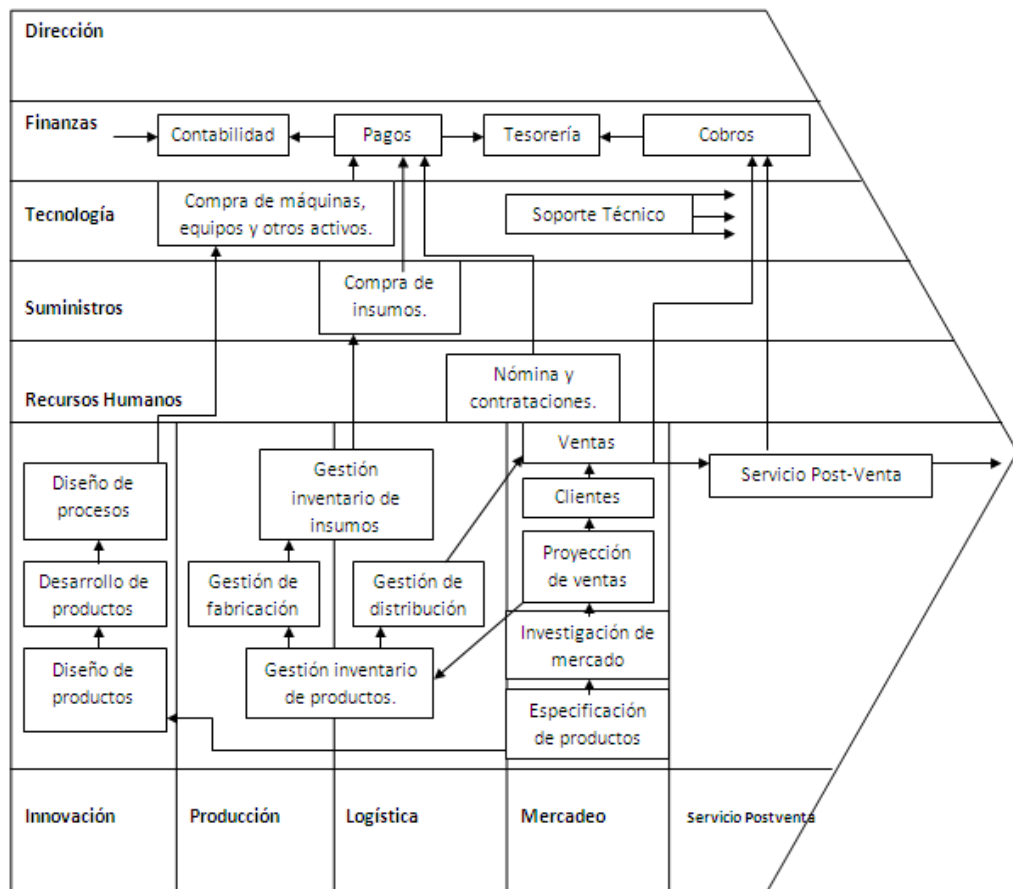 Dirección
Finanzas
Contabilidad
Pagos
Tesorería
Cobros
Tecnología
Compra de máquinas,
equipos y otros activos.
Soporte Técnico
Suministros
Compra de
insumos.
Recursos Humanos
Nómina y
contrataciones.
Ventas
Diseño de
procesos
Gestión
inventario de
insumos
Clientes
Servicio Post-Venta
Desarrollo de
productos
Gestión de
fabricación
Gestión de
distribución
Proyección
de ventas
Diseño de
productos
Gestión inventario
de productos.
Investigación de
mercado
Especificación
de productos
Innovación
Producción
Logística
Mercadeo
Servicio Postventa